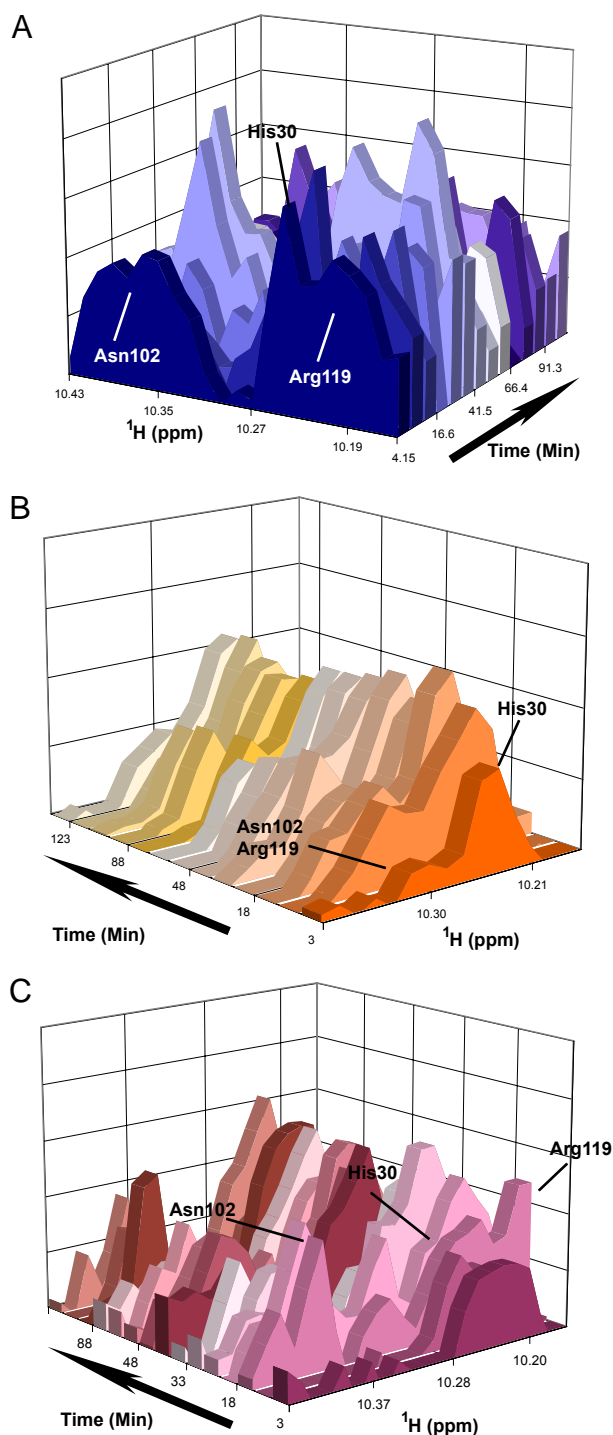 A
His30
Asn102
Arg119
10.43
10.35
10.27
10.19
4.15
16.6
41.5
66.4
91.3
¹H (ppm)
Time (Min)
B
His30
Asn102
Arg119
123
88
48
18
3
10.30
10.21
Time (Min)
¹H (ppm)
C
Arg119
His30
Asn102
88
48
33
18
3
10.37
10.28
10.20
Time (Min)
¹H (ppm)